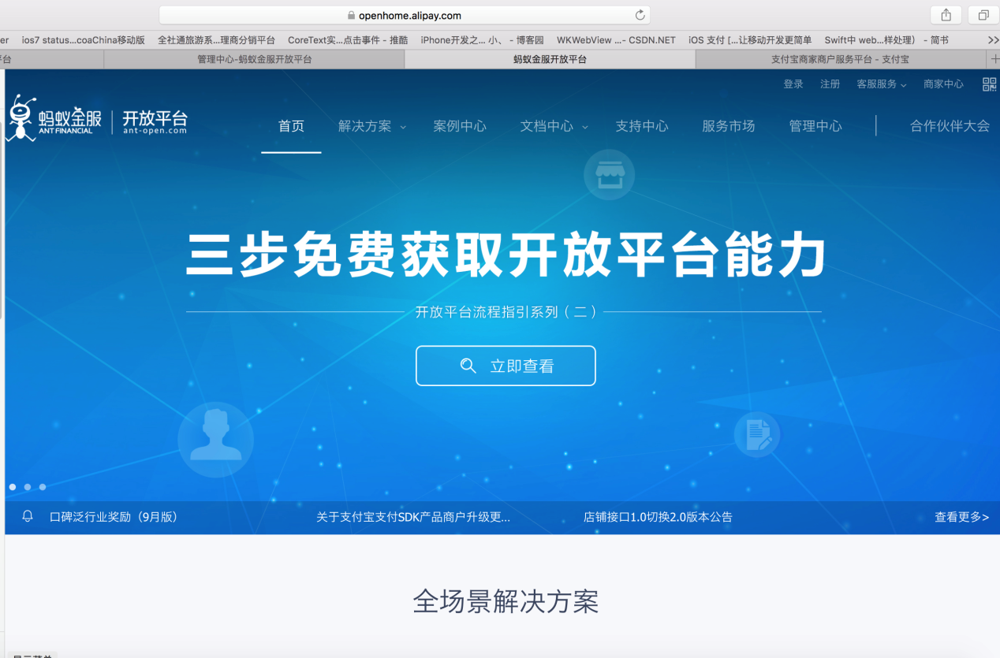 openhome.alipay.com
er
ios7 status...coaChina移动版
全社通旅游系...理商分销平台
CoreText实...点击事件 - 推酷
iPhone开发之... 小、 - 博客园
WKWebView ...- CSDN.NET
iOS 支付 [...让移动开发更简单
Swift中 web...样处理） - 简书
平台
管理中心-蚂蚁金服开放平台
蚂蚁金服开放平台
支付宝商家商户服务平台 - 支付宝
登录
注册
客服服务
商家中心
蚂蚁金服
ANT FINANCIAL
开放平台
ant-open.com
首页
解决方案
案例中心
文档中心
支持中心
服务市场
管理中心
合作伙伴大会
三步免费获取开放平台能力
开放平台流程指引系列（二）
立即查看
口碑泛行业奖励（9月版）
关于支付宝支付SDK产品商户升级更...
店铺接口1.0切换2.0版本公告
查看更多>
全场景解决方案